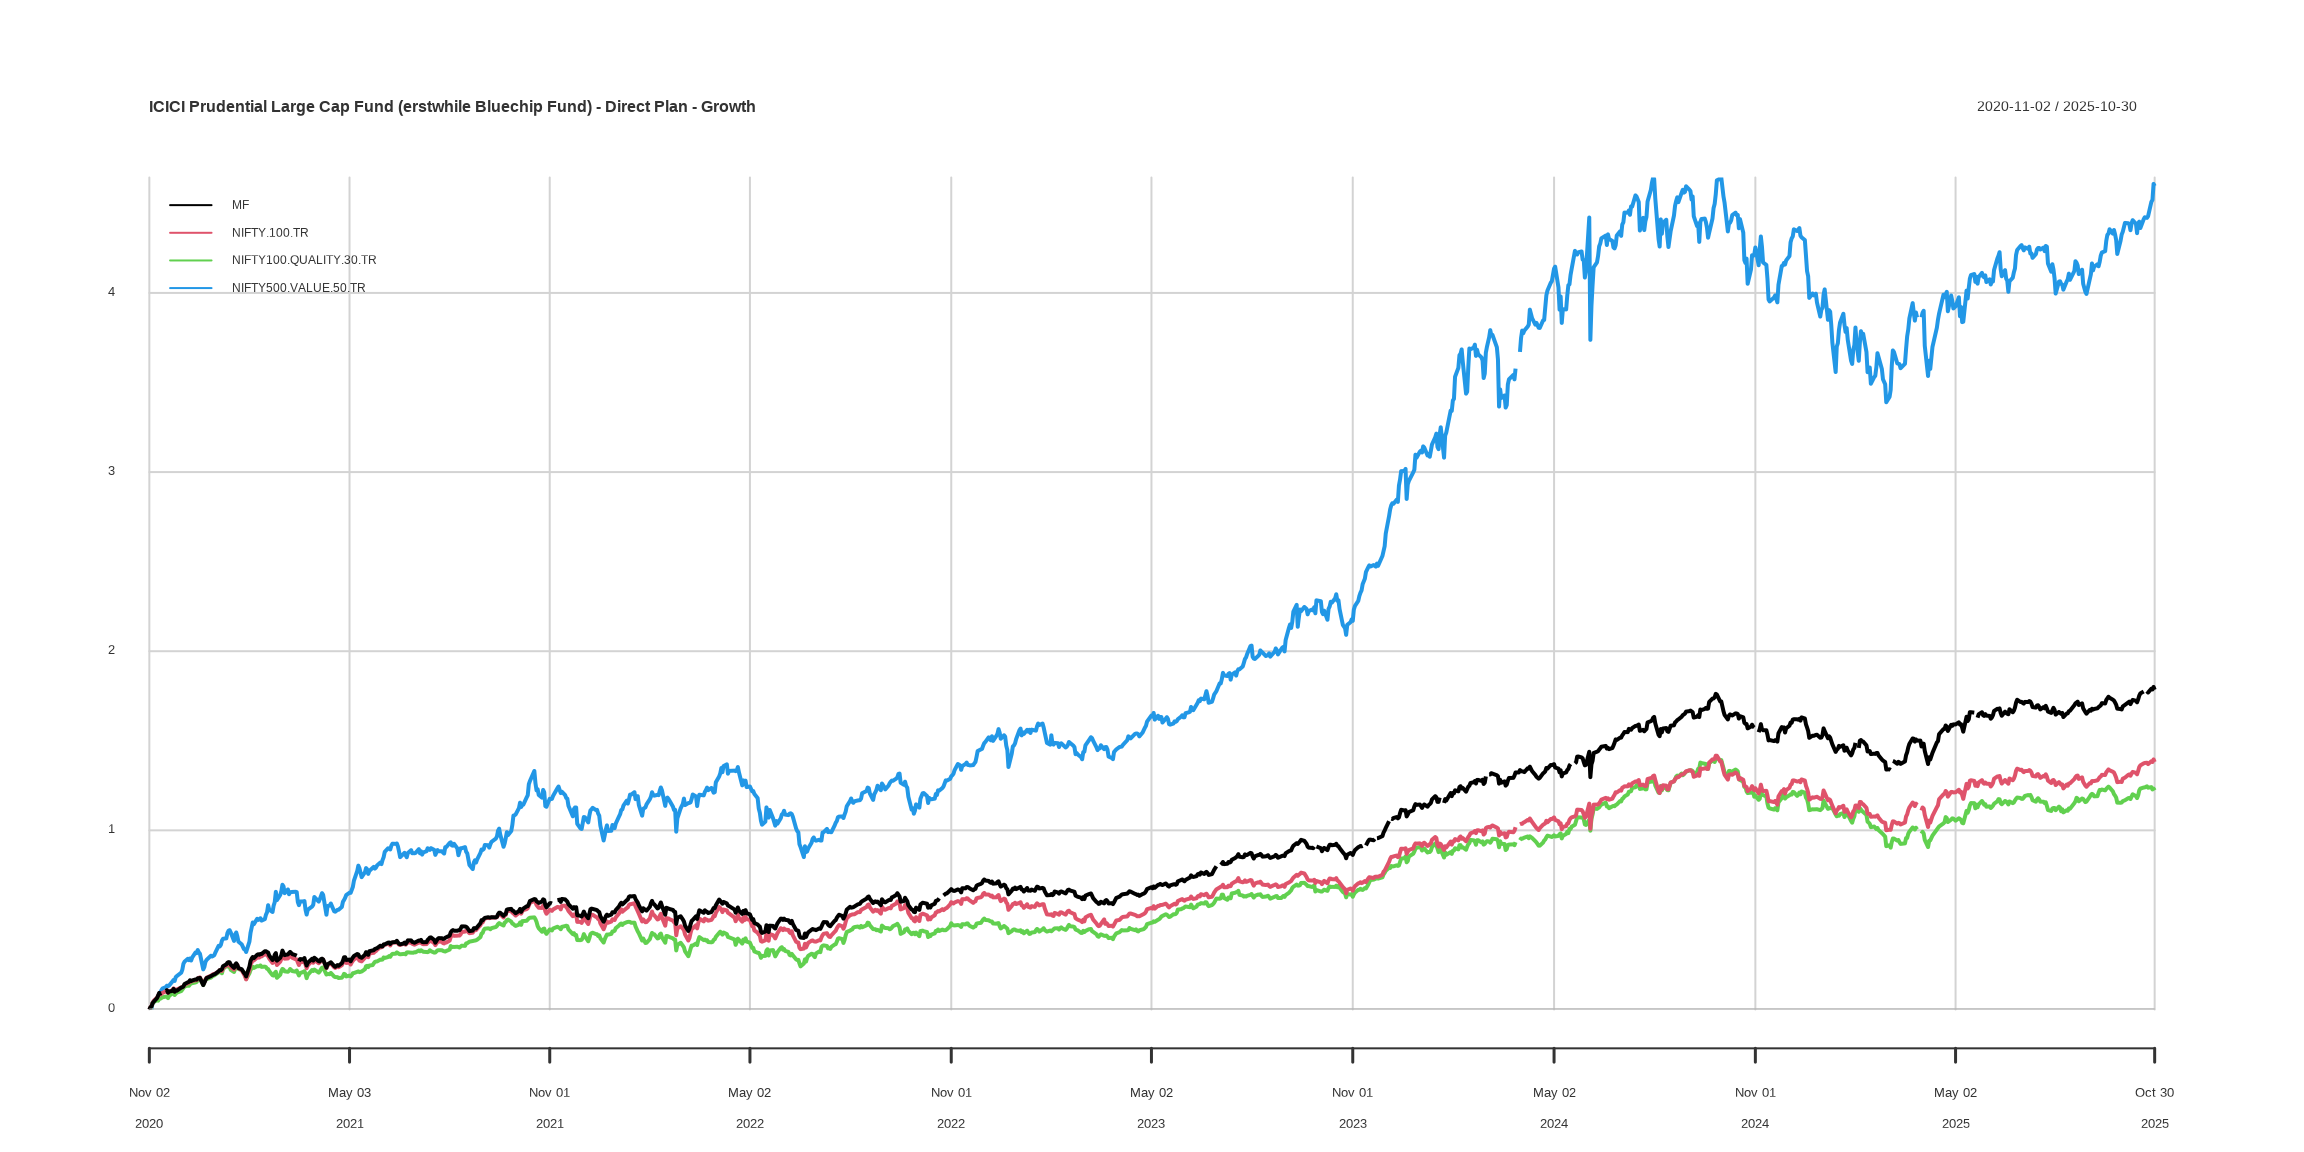 ICICI Prudential Large Cap Fund (erstwhile Bluechip Fund) - Direct Plan - Growth
2020-11-02 / 2025-10-30
MF
NIFTY.100.TR
NIFTY100.QUALITY.30.TR
NIFTY500.VALUE.50.TR
4
3
2
1
0
Nov 02 May 03 Nov 01 May 02 Nov 01 May 02 Nov 01 May 02 Nov 01 May 02 Oct 30
2020 2021 2021 2022 2022 2023 2023 2024 2024 2025 2025